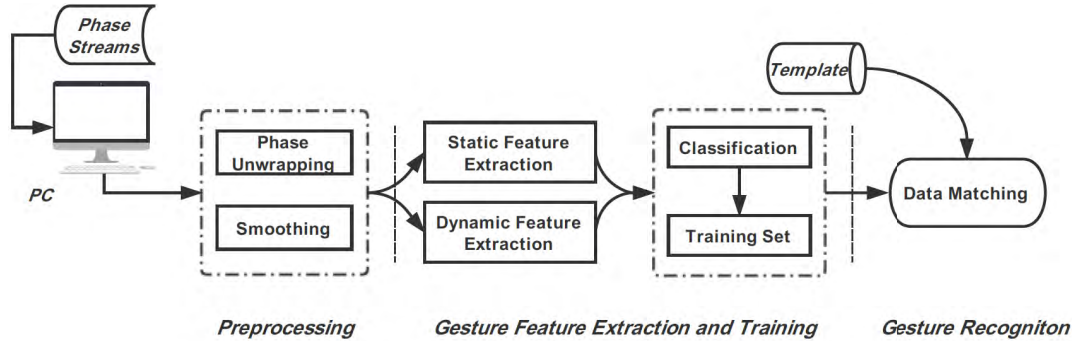 Phase
Streams
PC
Phase
Unwrapping
Smoothing
Static Feature
Extraction
Dynamic Feature
Extraction
Classification
Training Set
Template
Data Matching
Preprocessing
Gesture Feature Extraction and Training
Gesture Recogniton